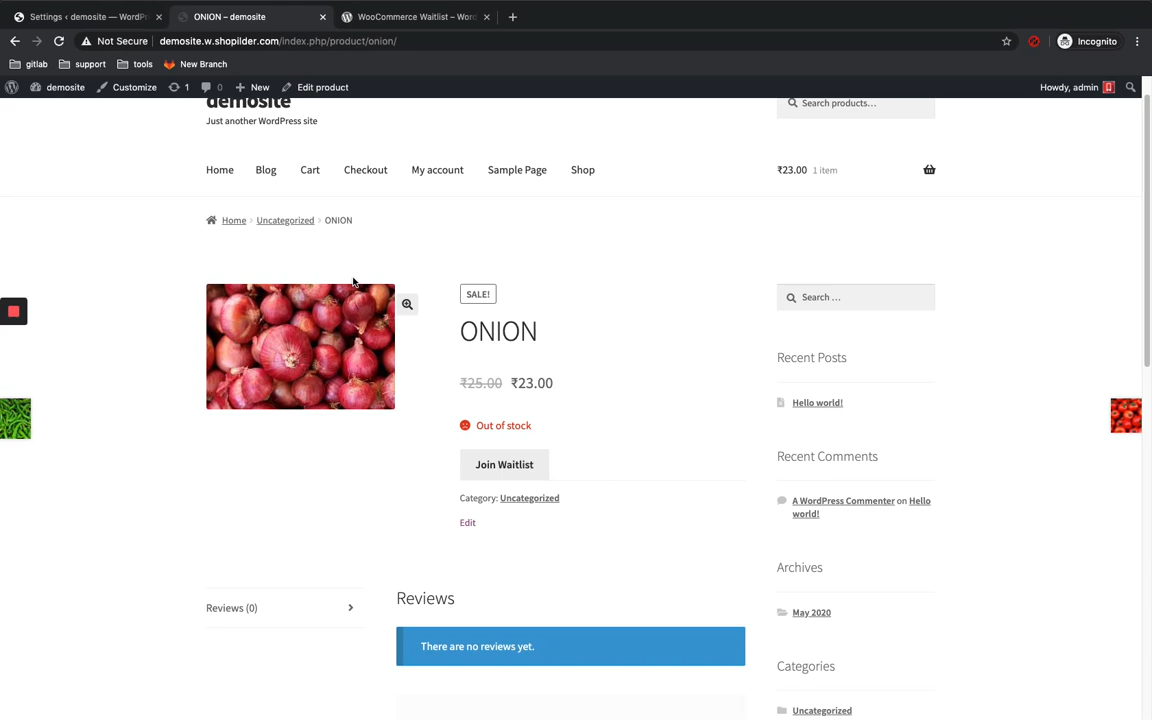 Settings ‹ demosite — WordPr
ONION – demosite
WooCommerce Waitlist – Word
Not Secure
demosite.w.shopilder.com/index.php/product/onion/
Incognito
gitlab
support
tools
New Branch
demosite
Customize
1
0
New
Edit product
Howdy, admin
demosite
Search products…
Just another WordPress site
Home
Blog
Cart
Checkout
My account
Sample Page
Shop
₹23.00 1 item
Home
Uncategorized
ONION
SALE!
Search …
ONION
Recent Posts
₹25.00 ₹23.00
Hello world!
Out of stock
Recent Comments
Join Waitlist
Category: Uncategorized
A WordPress Commenter on Hello
world!
Edit
Archives
Reviews (0)
Reviews
May 2020
There are no reviews yet.
Categories
Uncategorized